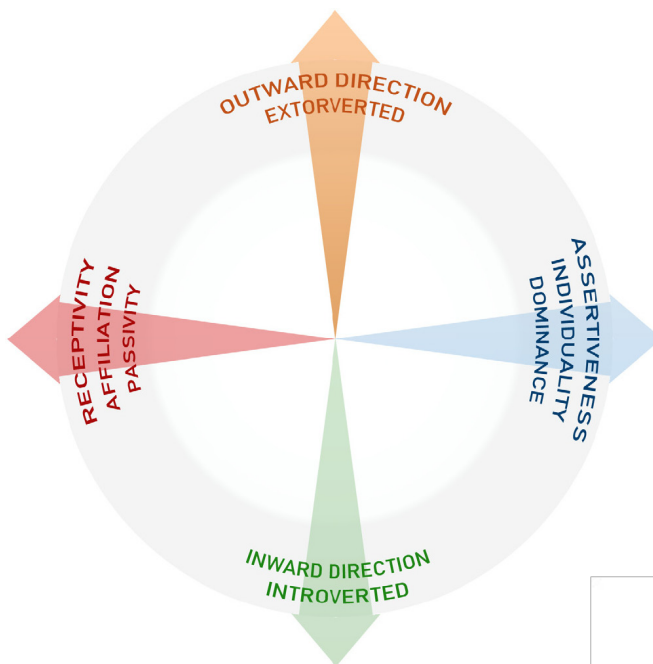 OUTWARD DIRECTION
EXTORVERTED
RECEPTIVITY
AFFILIATION
PASSIVITY
ASSERTIVENESS
INDIVIDUALITY
DOMINANCE
INWARD DIRECTION
INTROVERTED